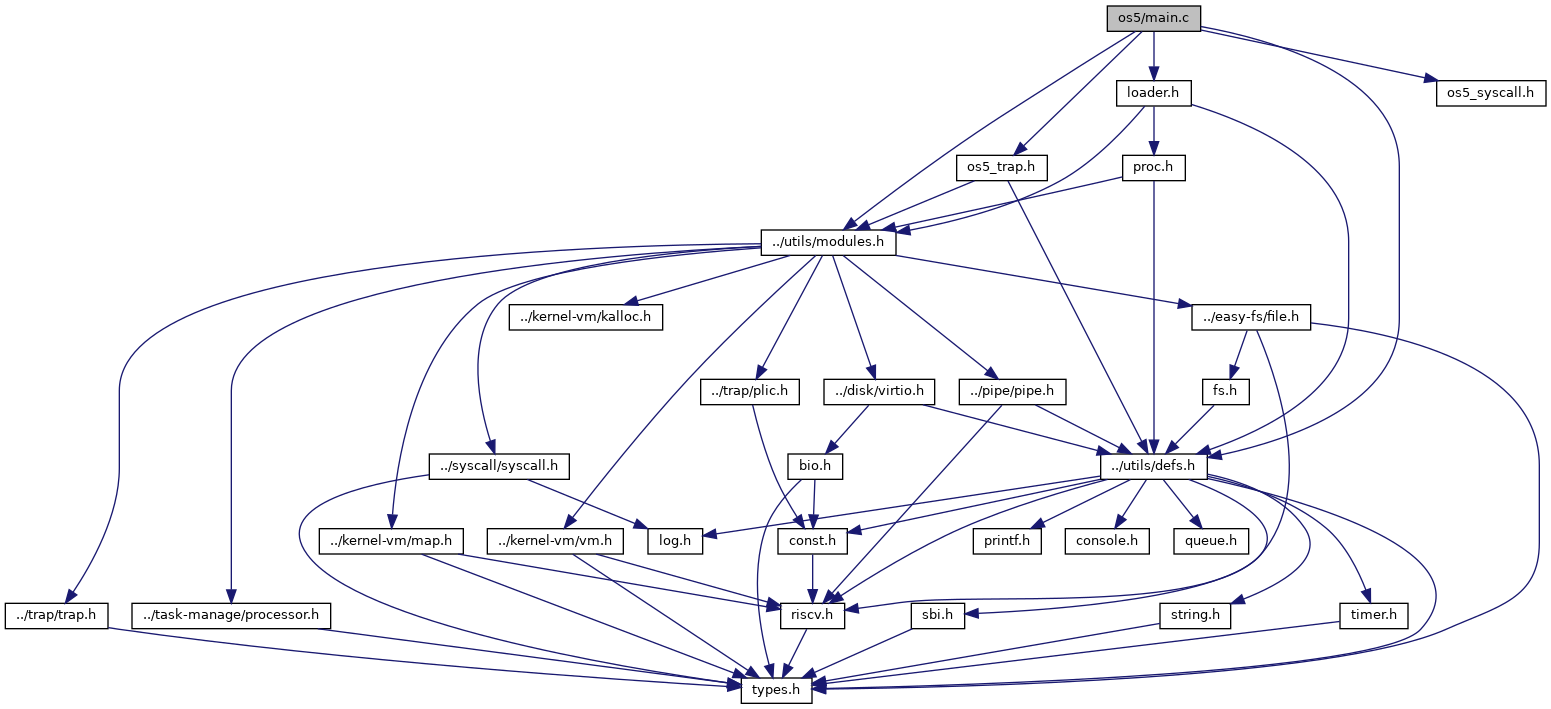 os5/main.c
loader.h
os5_syscall.h
os5_trap.h
proc.h
../utils/modules.h
../kernel-vm/kalloc.h
../easy-fs/file.h
../trap/plic.h
../disk/virtio.h
../pipe/pipe.h
fs.h
../syscall/syscall.h
bio.h
../utils/defs.h
../kernel-vm/map.h
../kernel-vm/vm.h
log.h
const.h
printf.h
console.h
queue.h
../trap/trap.h
../task-manage/processor.h
riscv.h
sbi.h
string.h
timer.h
types.h